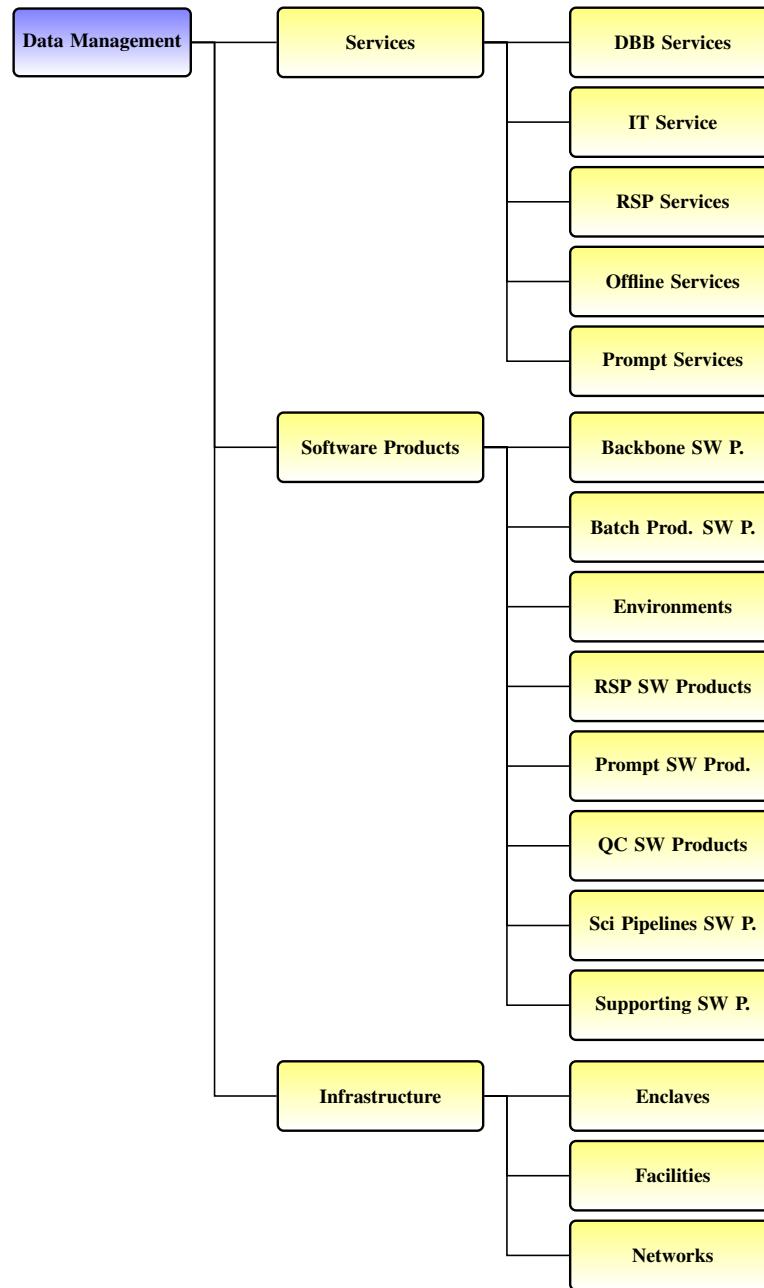 Data Management
Services
DBB Services
IT Service
RSP Services
Offline Services
Prompt Services
Software Products
Backbone SW P.
Batch Prod. SW P.
Environments
RSP SW Products
Prompt SW Prod.
QC SW Products
Sci Pipelines SW P.
Supporting SW P.
Infrastructure
Enclaves
Facilities
Networks